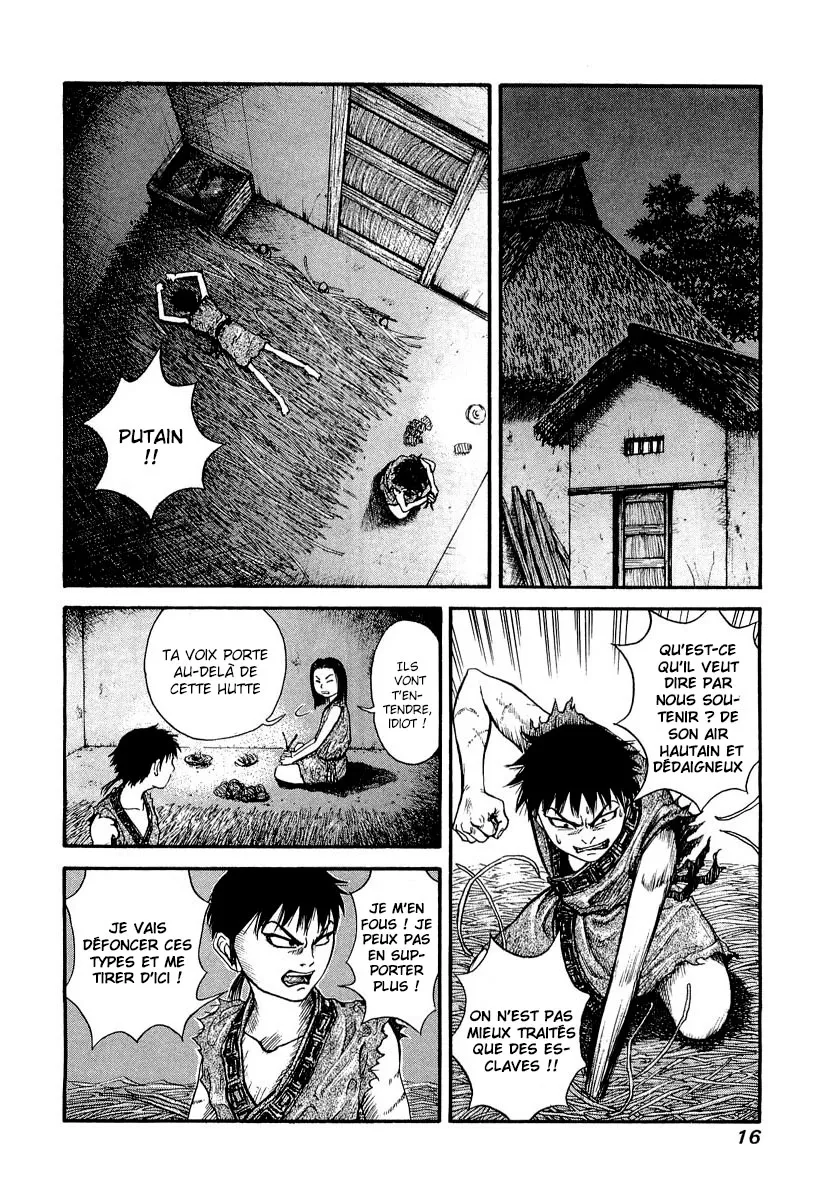 PUTAIN
!!
QU'EST-CE
QU'IL VEUT
DIRE PAR
NOUS SOU-
TENIR ? DE
SON AIR
HAUTAIN ET
DÉDAIGNEUX
ON N'EST PAS
MIEUX TRAITÉS
QUE DES ES-
CLAVES !!
ILS
VONT
T'EN-
TENDRE,
IDIOT !
TA VOIX PORTE
AU-DELÀ DE
CETTE HUTTE
JE M'EN
FOUS ! JE
PEUX PAS
EN SUP-
PORTER
PLUS !
JE VAIS
DÉFONCER CES
TYPES ET ME
TIRER D'ICI !
16